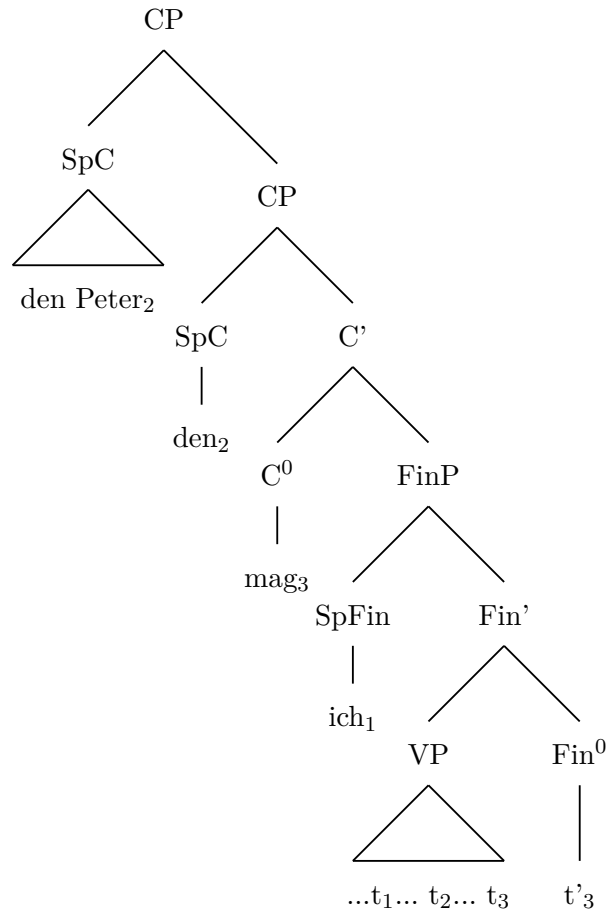 CP
SpC
CP
den Peter₂
SpC
C’
den₂
C⁰
FinP
mag₃
SpFin
Fin’
ich₁
VP
Fin⁰
...t₁... t₂... t₃
t’₃